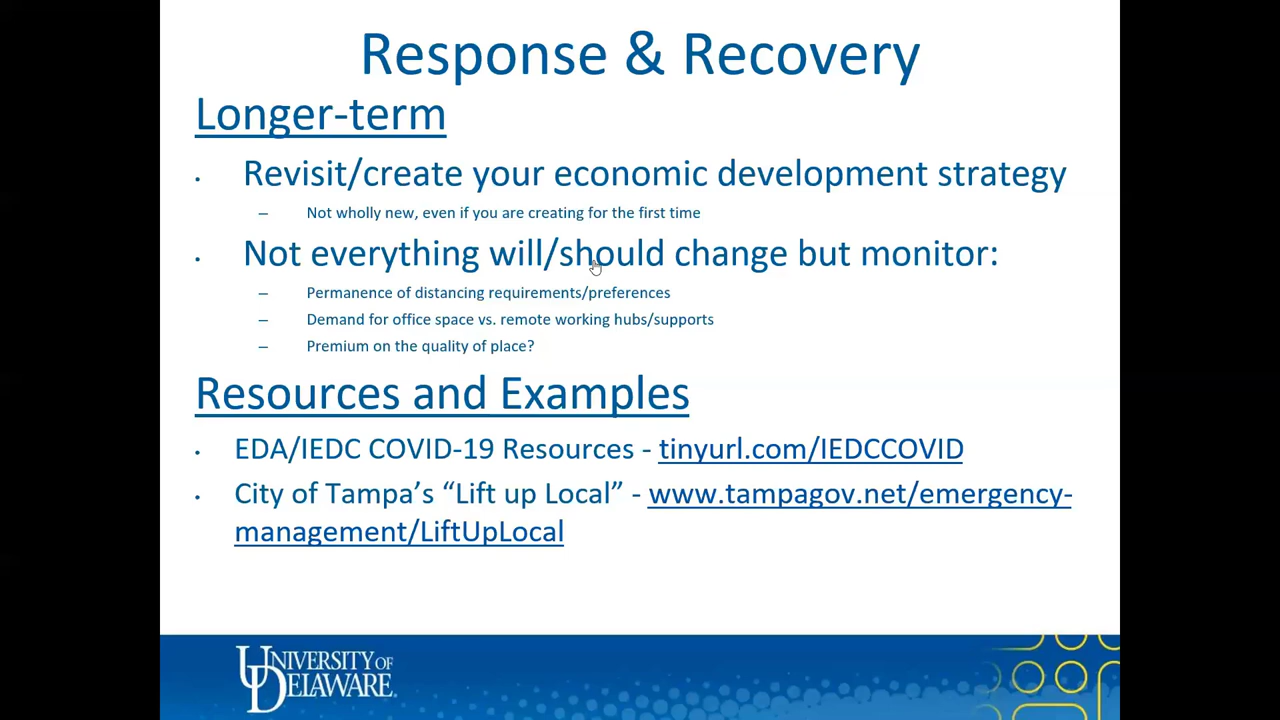 Response & Recovery
Longer-term
• Revisit/create your economic development strategy
– Not wholly new, even if you are creating for the first time
• Not everything will/should change but monitor:
– Permanence of distancing requirements/preferences
– Demand for office space vs. remote working hubs/supports
– Premium on the quality of place?
Resources and Examples
• EDA/IEDC COVID-19 Resources - tinyurl.com/IEDCCOVID
• City of Tampa’s “Lift up Local” - www.tampagov.net/emergency-
management/LiftUpLocal
UNIVERSITY OF
DELAWARE.